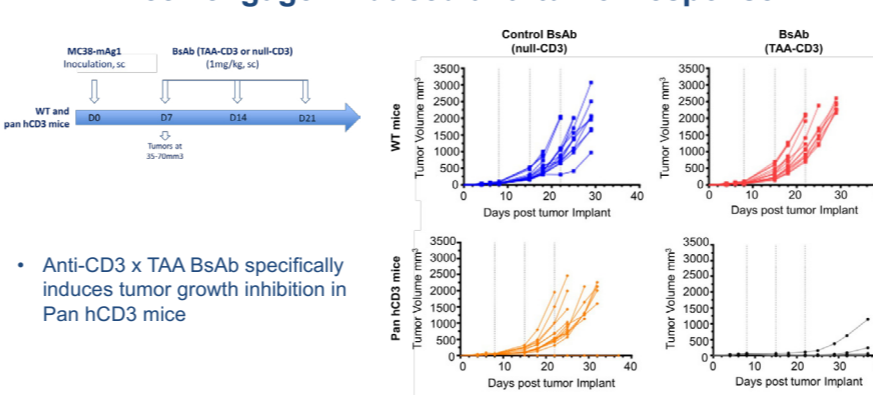 MC38-mAg1
Inoculation, sc
BsAb (TAA-CD3 or null-CD3)
(1mg/kg, sc)
WT and
pan hCD3 mice
D0
D7
D14
D21
Tumors at
35-70mm3
• Anti-CD3 x TAA BsAb specifically
induces tumor growth inhibition in
Pan hCD3 mice
Control BsAb
(null-CD3)
BsAb
(TAA-CD3)
WT mice
Tumor Volume mm³
3500
3000
2500
2000
1500
1000
500
0
0 10 20 30 40
Days post tumor Implant
Tumor Volume mm³
3500
3000
2500
2000
1500
1000
500
0
0 10 20 30
Days post tumor Implant
Pan hCD3 mice
Tumor Volume mm³
3500
3000
2500
2000
1500
1000
500
0
0 10 20 30 40
Days post tumor Implant
Tumor Volume mm³
3500
3000
2500
2000
1500
1000
500
0
0 10 20 30
Days post tumor Implant